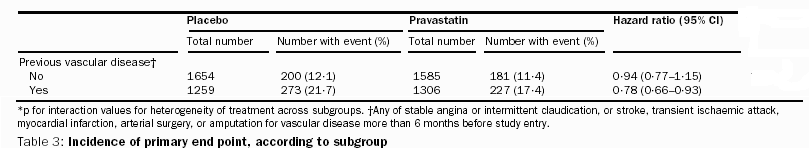 Placebo Pravastatin Hazard ratio (95% CI)
Total number Number with event (%) Total number Number with event (%)
Previous vascular disease†
No 1654 200 (12·1) 1585 181 (11·4) 0·94 (0·77–1·15)
Yes 1259 273 (21·7) 1306 227 (17·4) 0·78 (0·66–0·93)
*p for interaction values for heterogeneity of treatment across subgroups. †Any of stable angina or intermittent claudication, or stroke, transient ischaemic attack,
myocardial infarction, arterial surgery, or amputation for vascular disease more than 6 months before study entry.
Table 3: Incidence of primary end point, according to subgroup